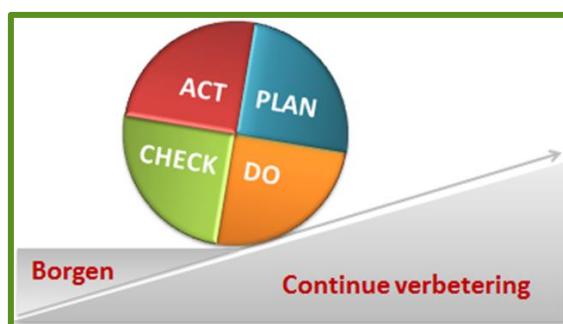 ACT
PLAN
CHECK
DO
Borgen
Continue verbetering